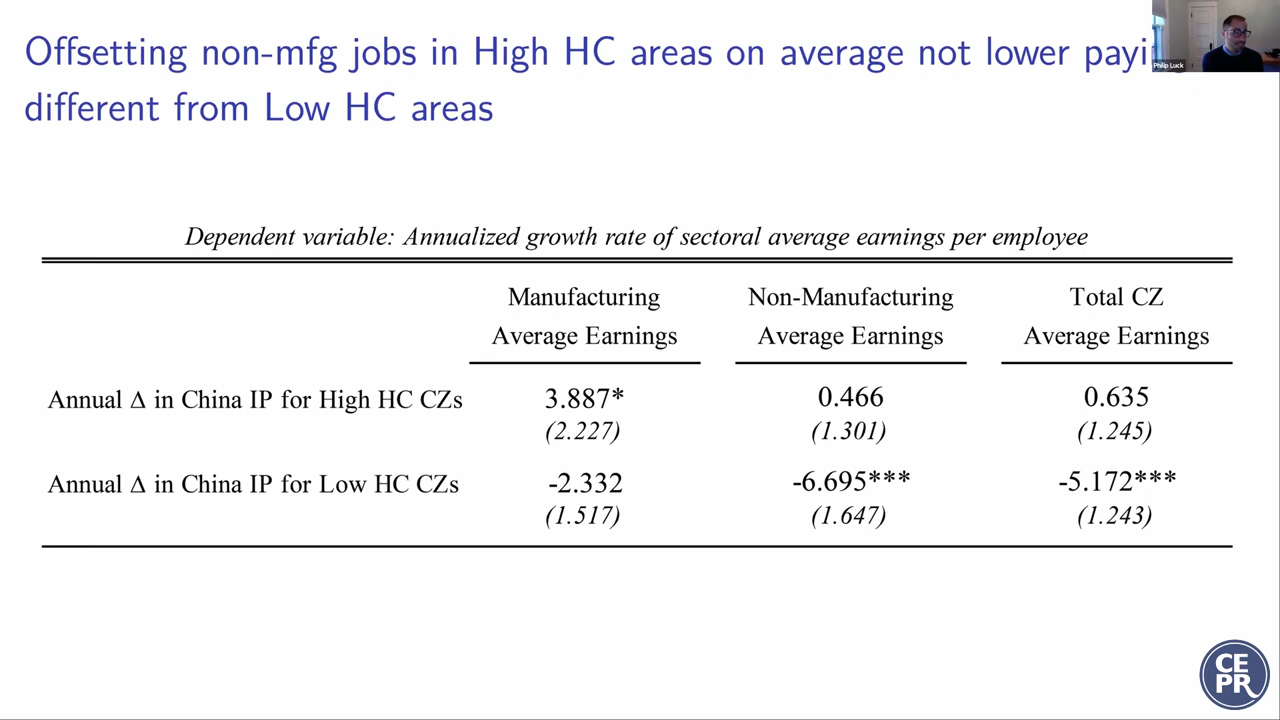 Offsetting non-mfg jobs in High HC areas on average not lower
different from Low HC areas
Philip Luck
Dependent variable: Annualized growth rate of sectoral average earnings per employee
Manufacturing Non-Manufacturing Total CZ
Average Earnings Average Earnings Average Earnings
Annual Δ in China IP for High HC CZs 3.887* 0.466 0.635
(2.227) (1.301) (1.245)
Annual Δ in China IP for Low HC CZs -2.332 -6.695*** -5.172***
(1.517) (1.647) (1.243)
CE
PR